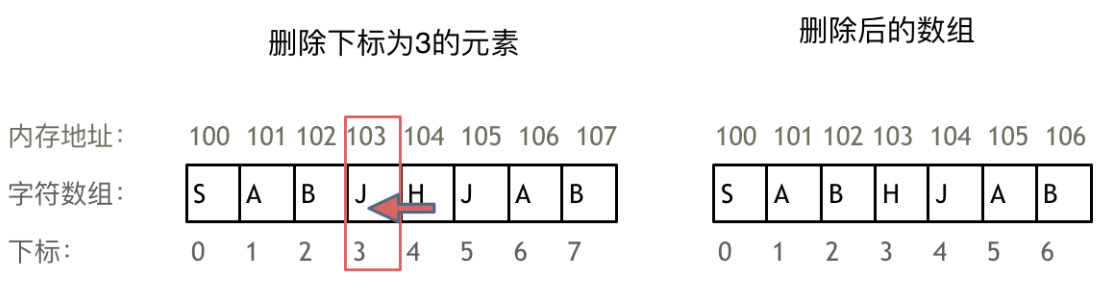 删除下标为3的元素 删除后的数组
内存地址： 100 101 102 103 104 105 106 107 100 101 102 103 104 105 106
字符数组： S A B J H J A B S A B H J A B
下标： 0 1 2 3 4 5 6 7 0 1 2 3 4 5 6